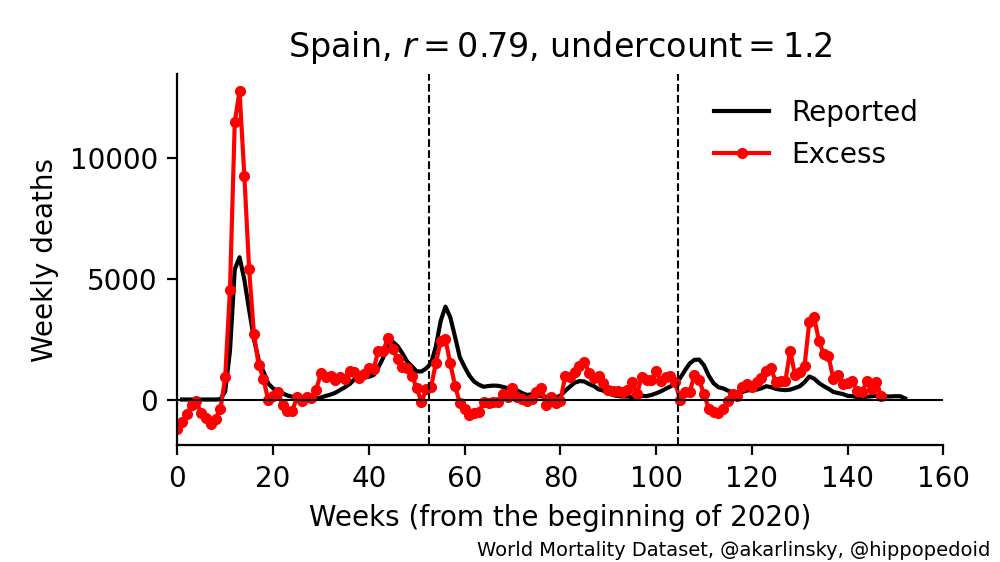 Spain, r = 0.79, undercount = 1.2
Reported
Excess
10000
5000
0
Weekly deaths
0 20 40 60 80 100 120 140 160
Weeks (from the beginning of 2020)
World Mortality Dataset, @akarlinsky, @hippopedoid